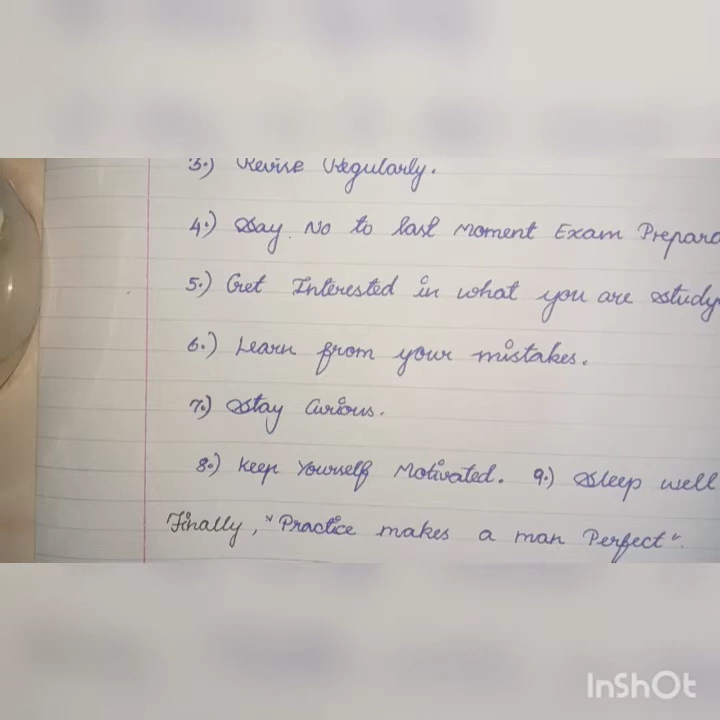 3.) Revise Regularly.
4.) Say No to last Moment Exam
5.) Get Interested in what you are
6.) Learn from your mistakes.
7.) Stay Curious.
8.) Keep Yourself Motivated. 9.) Sleep well
Finally, "Practice makes a man Perfect".
InShOt